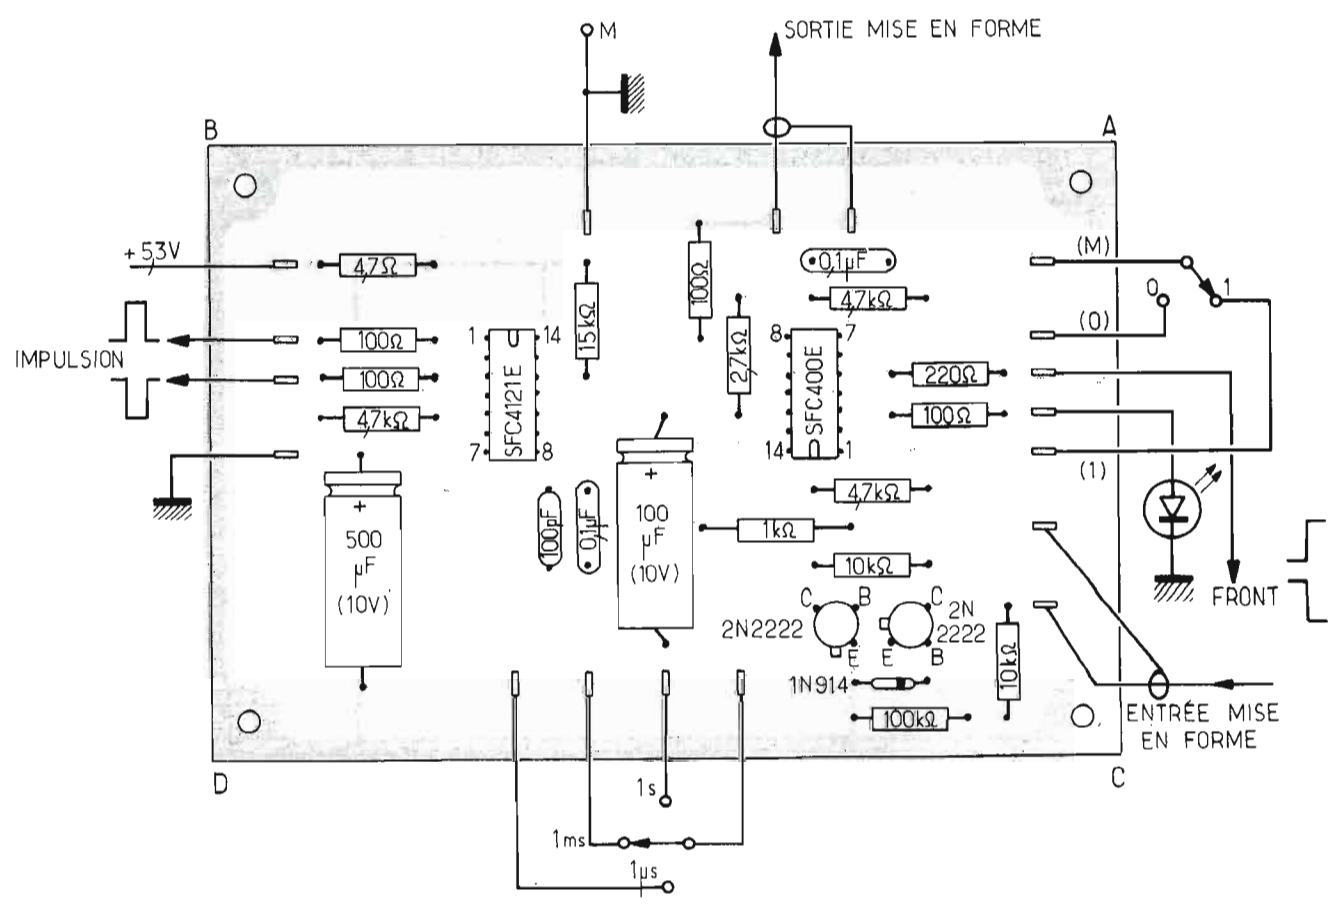 M
SORTIE MISE EN FORME
B
A
+5,3V
4,7Ω
15kΩ
100Ω
0,1µF
4,7kΩ
(M)
0
1
(0)
IMPULSION
100Ω
1
14
SFC4121E
7
8
2,7kΩ
8
7
SFC400E
14
1
220Ω
100Ω
100Ω
4,7kΩ
(1)
+
500
µF
(10V)
100pF
0,1µF
+
100
µF
(10V)
4,7kΩ
1kΩ
10kΩ
C
B
E
2N2222
C
E
B
2N
2222
10kΩ
1N914
100kΩ
FRONT
ENTRÉE MISE
EN FORME
D
C
1s
1ms
1µs